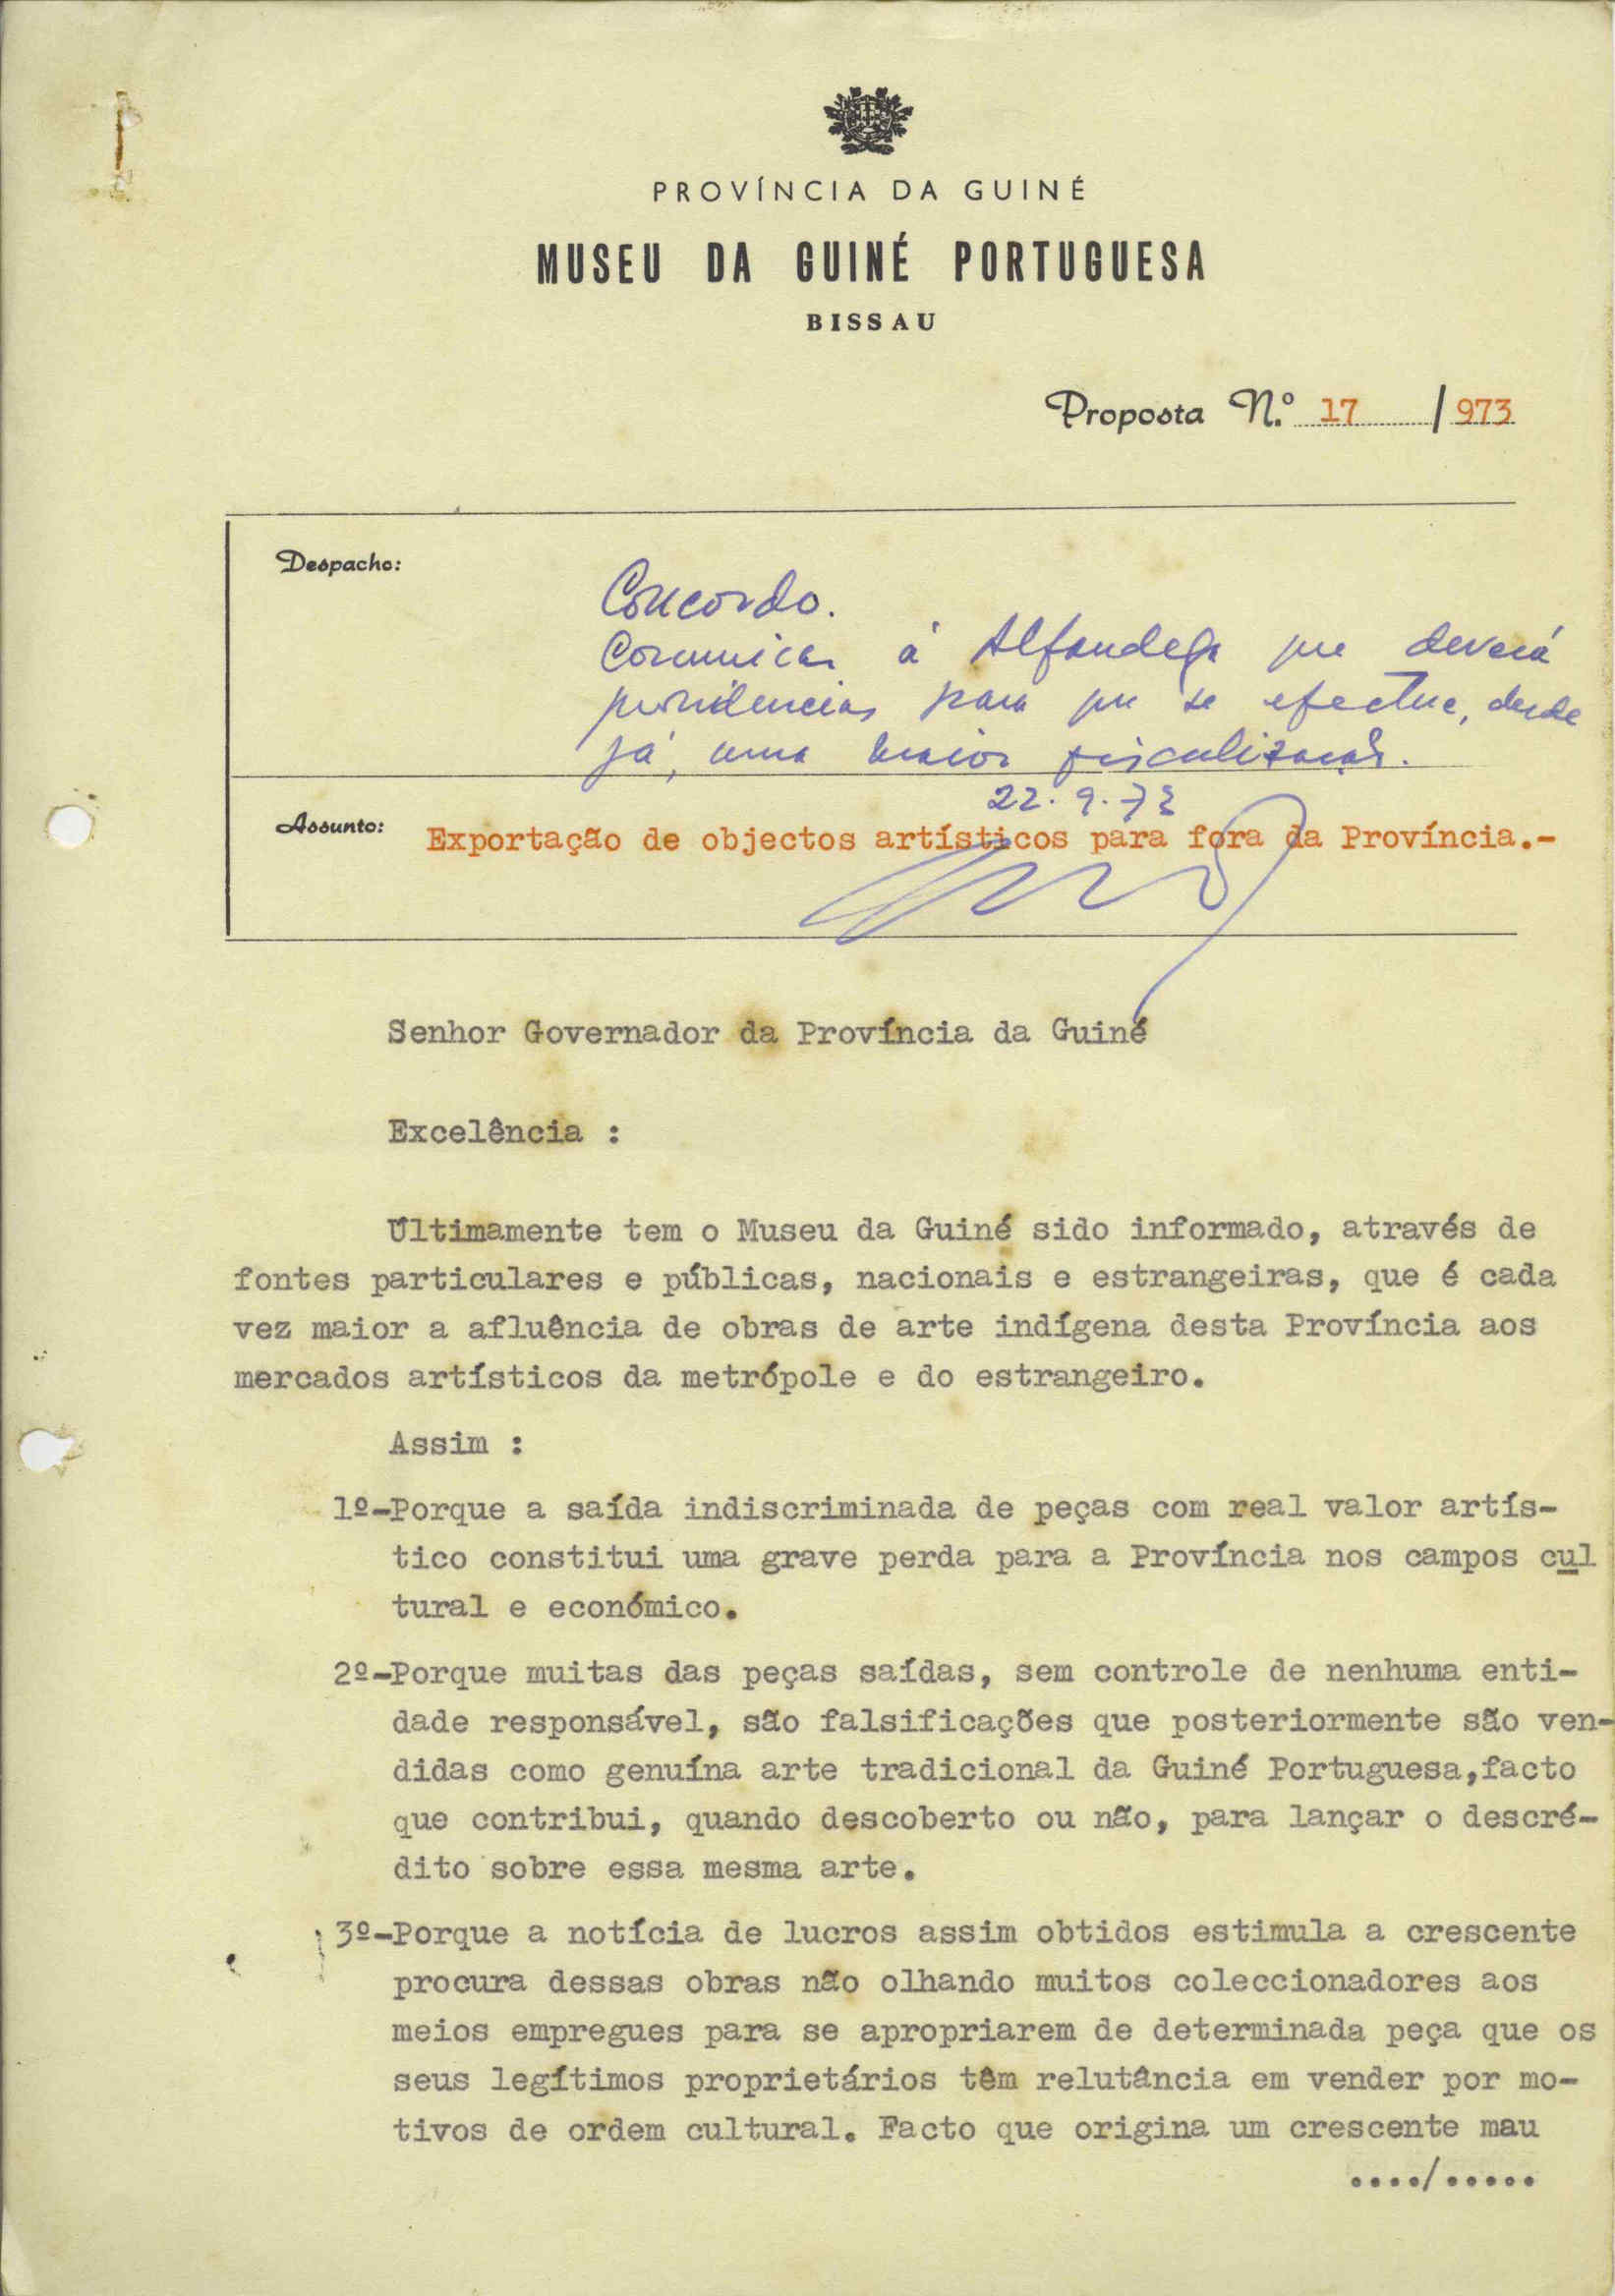 PROVÍNCIA DA GUINÉ
MUSEU DA GUINÉ PORTUGUESA
BISSAU
Proposta N.º 17 /973
Despacho:
Concordo.
Comunicar à Alfandega que deverá
providenciar para que se efectue, desde
já, uma maior fiscalização.
22.9.73
Assunto: Exportação de objectos artísticos para fora da Província.-
Senhor Governador da Província da Guiné
Excelência :
Ultimamente tem o Museu da Guiné sido informado, através de
fontes particulares e públicas, nacionais e estrangeiras, que é cada
vez maior a afluência de obras de arte indígena desta Província aos
mercados artísticos da metrópole e do estrangeiro.
Assim :
1º-Porque a saída indiscriminada de peças com real valor artís-
tico constitui uma grave perda para a Província nos campos cul
tural e económico.
2º-Porque muitas das peças saídas, sem controle de nenhuma enti-
dade responsável, são falsificações que posteriormente são ven-
didas como genuína arte tradicional da Guiné Portuguesa,facto
que contribui, quando descoberto ou não, para lançar o descré-
dito sobre essa mesma arte.
3º-Porque a notícia de lucros assim obtidos estimula a crescente
procura dessas obras não olhando muitos coleccionadores aos
meios empregues para se apropriarem de determinada peça que os
seus legítimos proprietários têm relutância em vender por mo-
tivos de ordem cultural. Facto que origina um crescente mau
..../.....